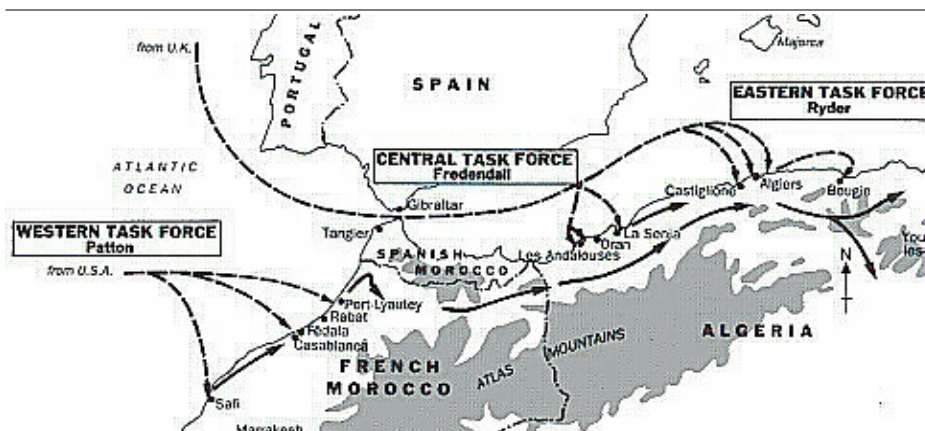 from U.K.
PORTUGAL
SPAIN
Majorca
EASTERN TASK FORCE
Ryder
ATLANTIC
OCEAN
CENTRAL TASK FORCE
Fredendall
Castiglione
Algiers
Bougie
Gibraltar
WESTERN TASK FORCE
Patton
Tangier
La Senia
Oran
Les Andalouses
SPANISH
MOROCCO
from U.S.A.
N
Port-Lyautey
Rabat
Fedala
Casablanca
ALGERIA
FRENCH
MOROCCO
ATLAS
MOUNTAINS
Safi
Marrakesh